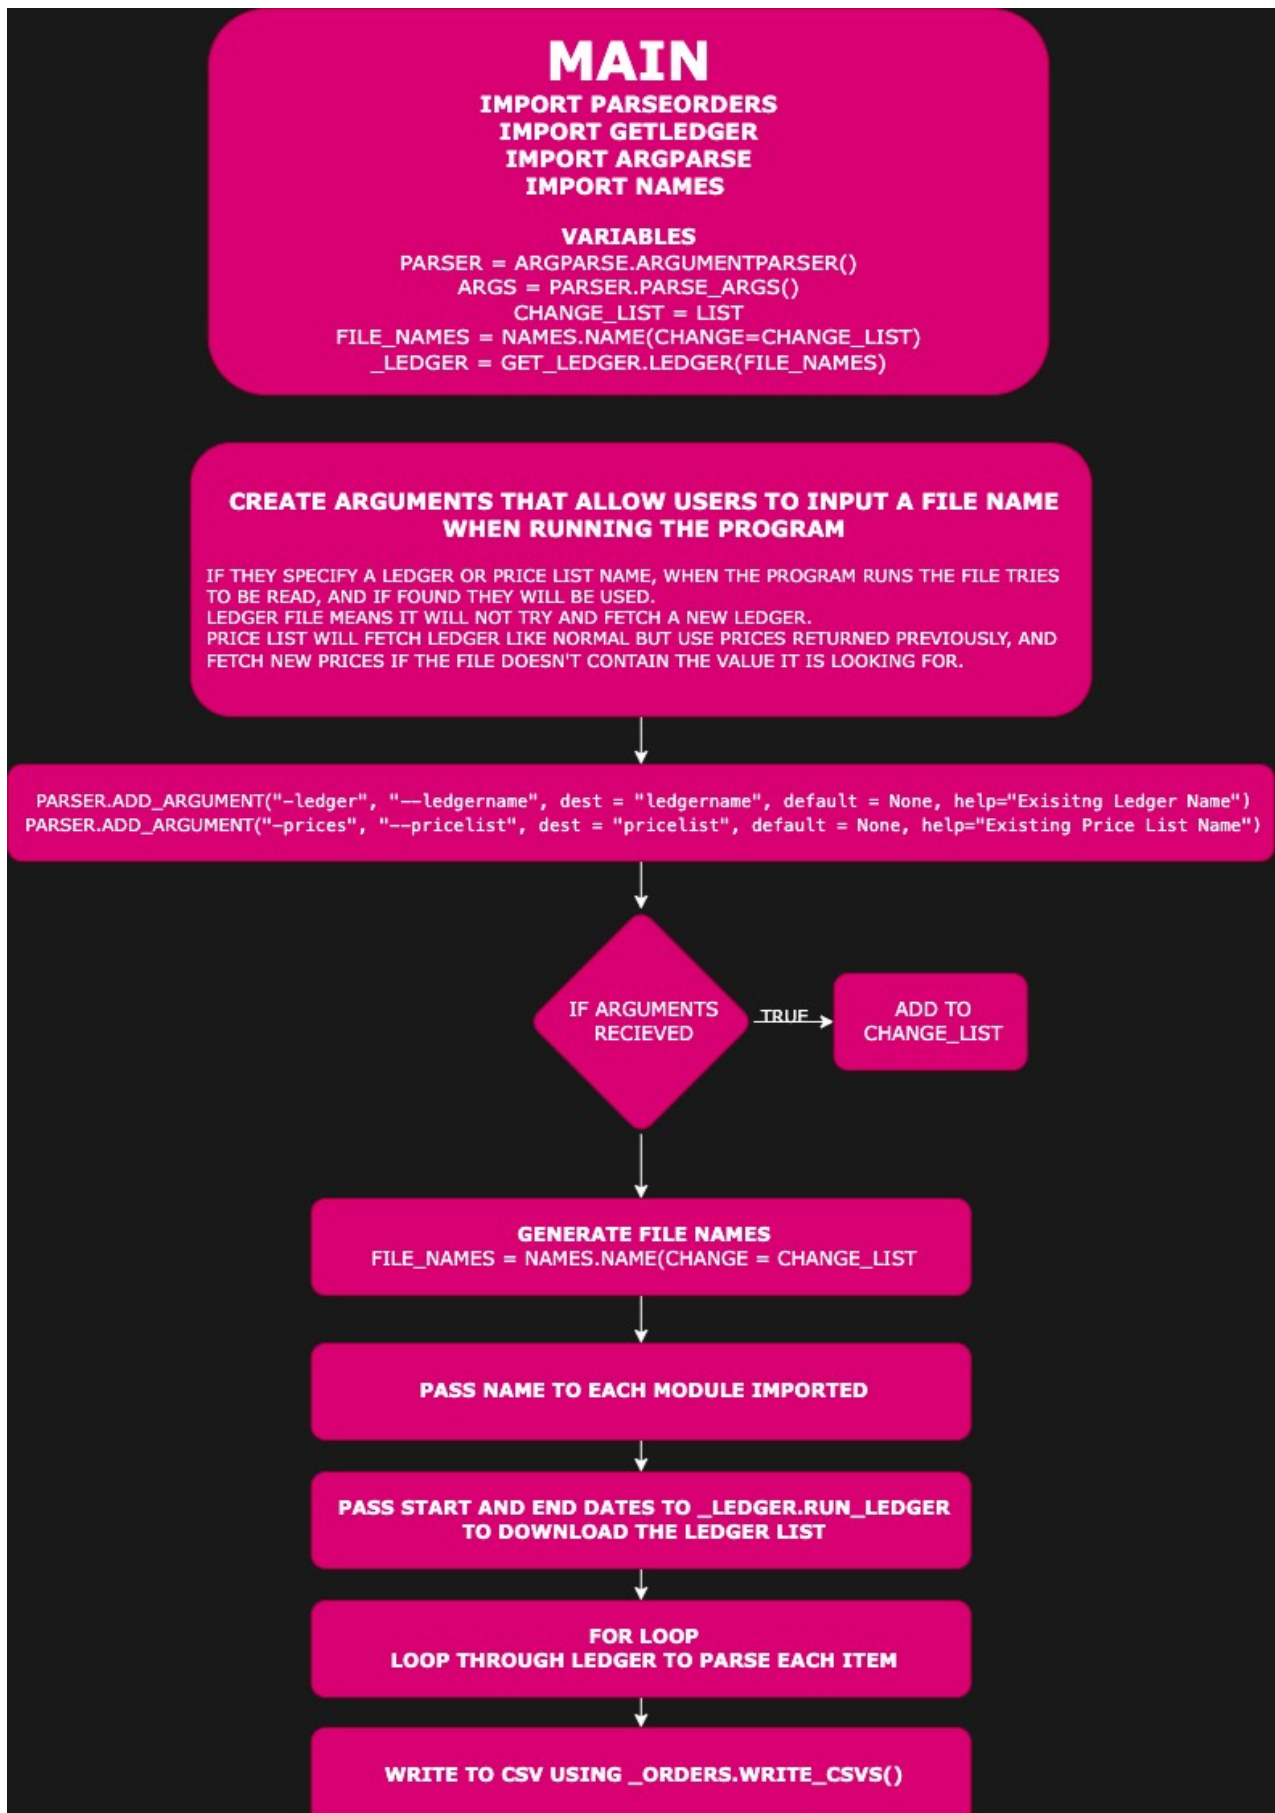 MAIN
IMPORT PARSEORDERS
IMPORT GETLEDGER
IMPORT ARGPARSE
IMPORT NAMES
VARIABLES
PARSER = ARGPARSE.ARGUMENTPARSER()
ARGS = PARSER.PARSE_ARGS()
CHANGE_LIST = LIST
FILE_NAMES = NAMES.NAME(CHANGE=CHANGE_LIST)
_LEDGER = GET_LEDGER.LEDGER(FILE_NAMES)
CREATE ARGUMENTS THAT ALLOW USERS TO INPUT A FILE NAME
WHEN RUNNING THE PROGRAM
IF THEY SPECIFY A LEDGER OR PRICE LIST NAME, WHEN THE PROGRAM RUNS THE FILE TRIES
TO BE READ, AND IF FOUND THEY WILL BE USED.
LEDGER FILE MEANS IT WILL NOT TRY AND FETCH A NEW LEDGER.
PRICE LIST WILL FETCH LEDGER LIKE NORMAL BUT USE PRICES RETURNED PREVIOUSLY, AND
FETCH NEW PRICES IF THE FILE DOESN'T CONTAIN THE VALUE IT IS LOOKING FOR.
PARSER.ADD_ARGUMENT("-ledger", "--ledgername", dest = "ledgername", default = None, help="Exisitng Ledger Name")
PARSER.ADD_ARGUMENT("-prices", "--pricelist", dest = "pricelist", default = None, help="Existing Price List Name")
IF ARGUMENTS
RECIEVED
TRUE
ADD TO
CHANGE_LIST
GENERATE FILE NAMES
FILE_NAMES = NAMES.NAME(CHANGE = CHANGE_LIST
PASS NAME TO EACH MODULE IMPORTED
PASS START AND END DATES TO _LEDGER.RUN_LEDGER
TO DOWNLOAD THE LEDGER LIST
FOR LOOP
LOOP THROUGH LEDGER TO PARSE EACH ITEM
WRITE TO CSV USING _ORDERS.WRITE_CSVS()